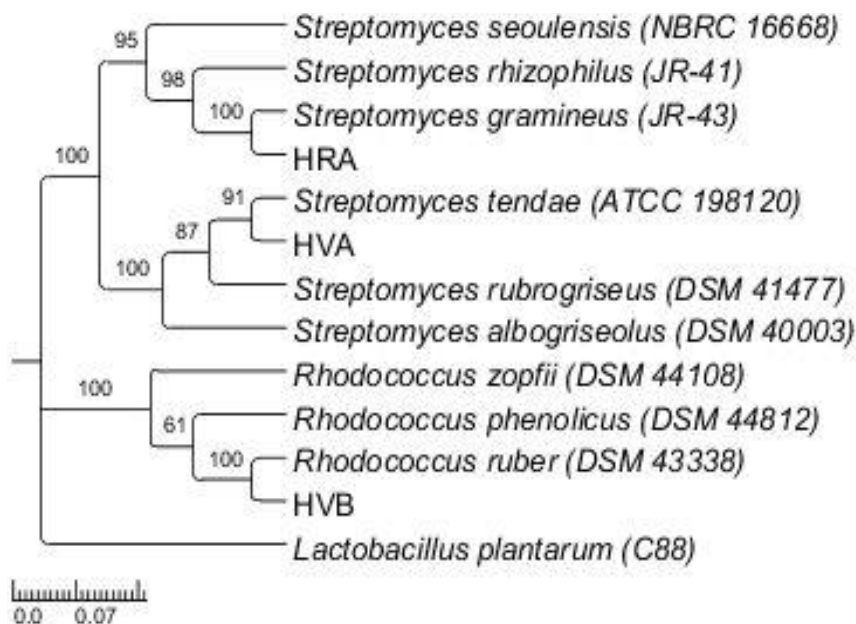 95
Streptomyces seoulensis (NBRC 16668)
98
Streptomyces rhizophilus (JR-41)
100
Streptomyces gramineus (JR-43)
100
HRA
91
Streptomyces tendae (ATCC 198120)
87
HVA
100
Streptomyces rubrogriseus (DSM 41477)
Streptomyces albogriseolus (DSM 40003)
100
Rhodococcus zopfii (DSM 44108)
61
Rhodococcus phenolicus (DSM 44812)
100
Rhodococcus ruber (DSM 43338)
HVB
Lactobacillus plantarum (C88)
0.0 0.07